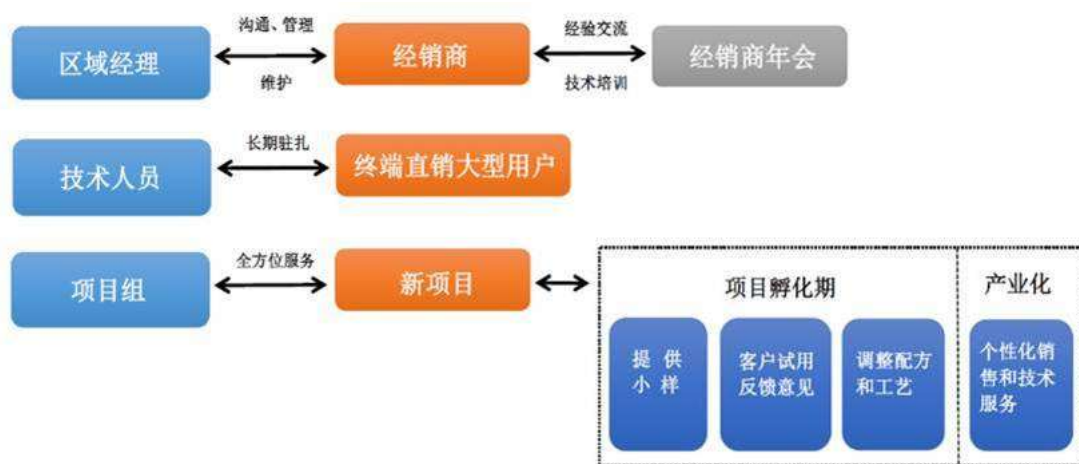 沟通、管理
区域经理
经销商
经验交流
经销商年会
维护
技术培训
长期驻扎
技术人员
终端直销大型用户
全方位服务
项目组
新项目
项目孵化期
产业化
提 供
小 样
客户试用
反馈意见
调整配方
和工艺
个性化销
售和技术
服务